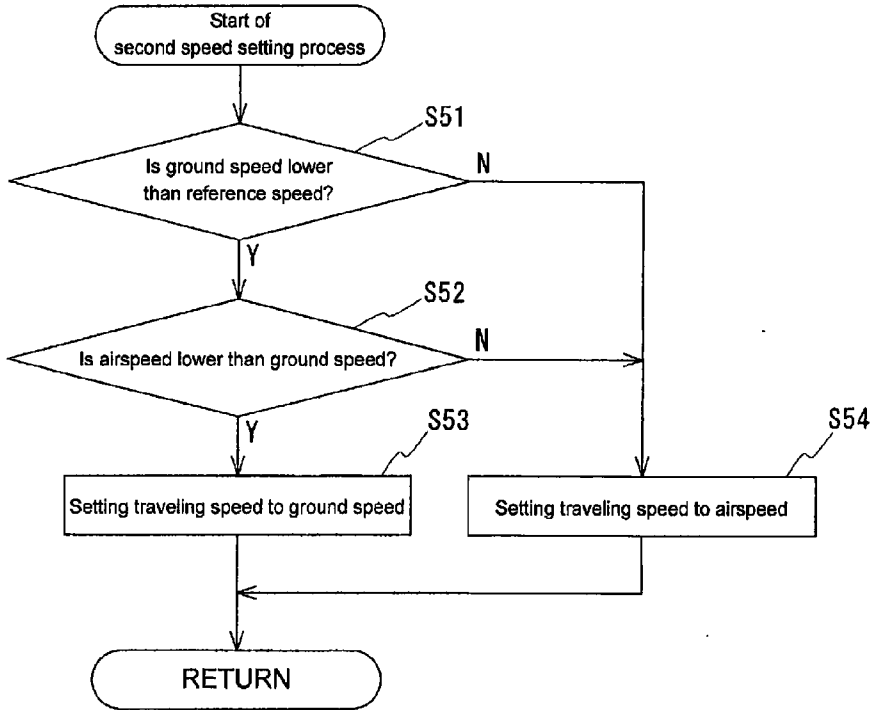 Start of
second speed setting process
S51
Is ground speed lower
than reference speed?
N
Y
S52
Is airspeed lower than ground speed?
N
Y
S53
Setting traveling speed to ground speed
S54
Setting traveling speed to airspeed
RETURN